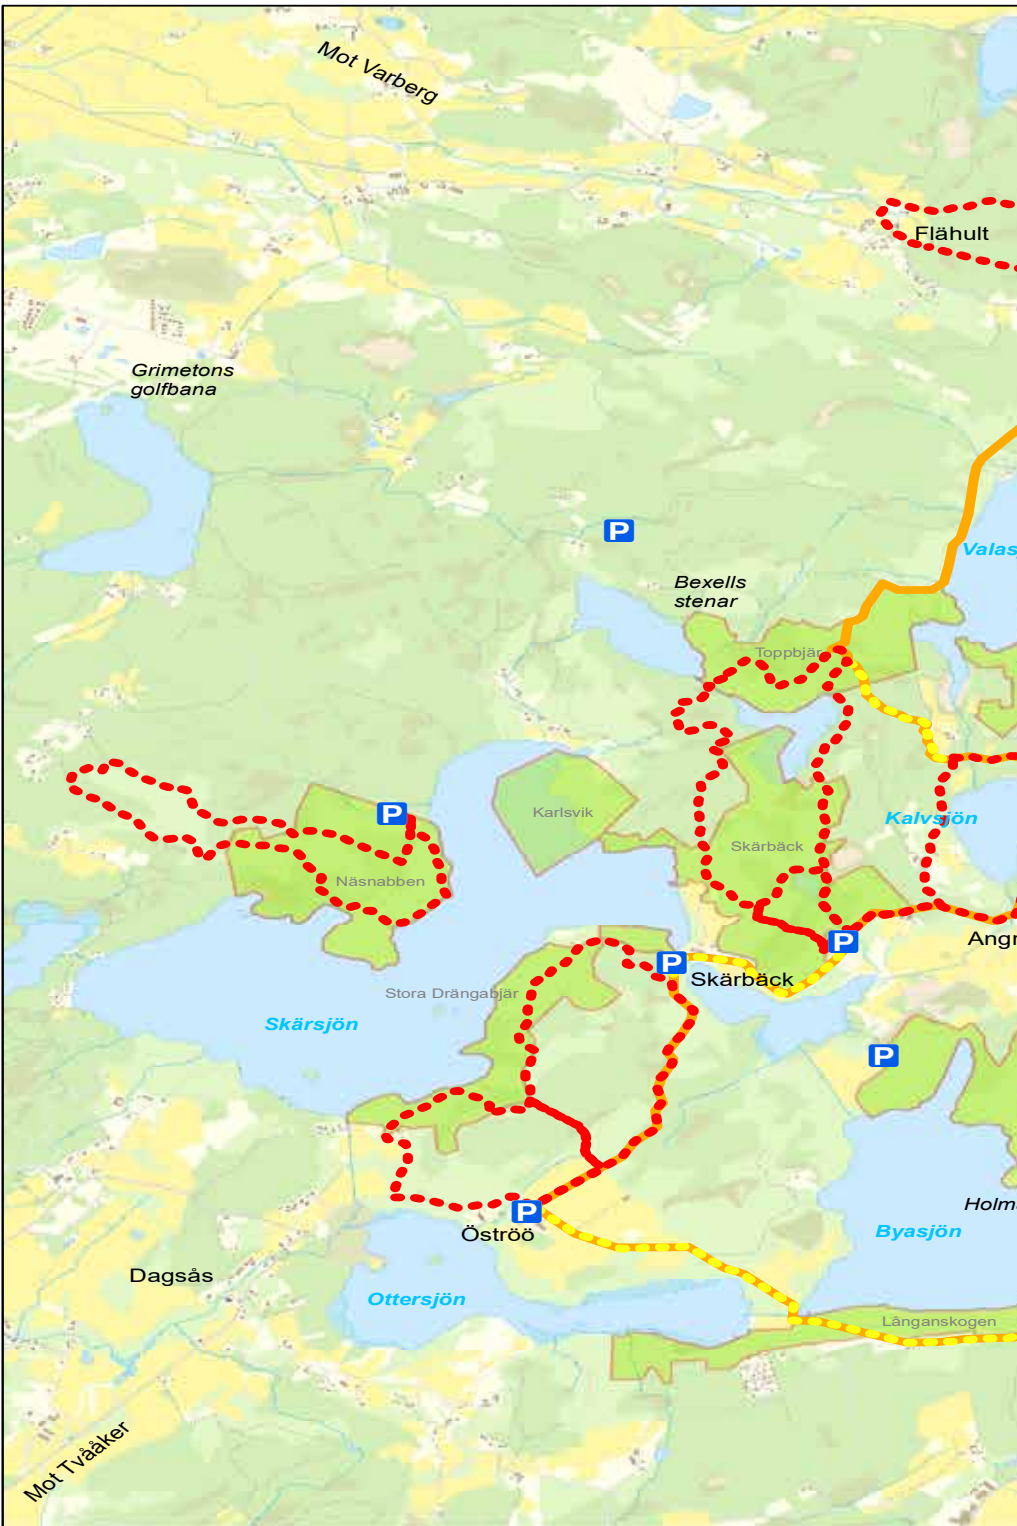 Mot Varberg
Flähult
Grimetons
golfbana
P
Valas
Bexells
stenar
Toppbjär
P
Karlsvik
Kalvsjön
Skärbäck
Näsnabben
P
Angr
P
Skärbäck
Stora Drängabjär
Skärsjön
P
Holm
P
Byasjön
Öströö
Dagsås
Ottersjön
Långanskogen
Mot Tvååker